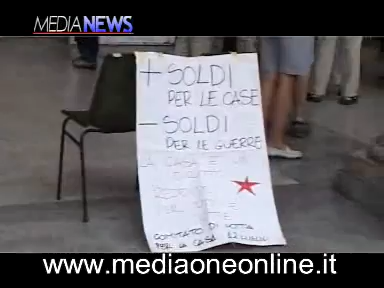 MEDIANEWS
+ SOLDI
PER LE CASE
- SOLDI
PER LE GUERRE
LA CASA È UN
PER
COMITATO DI LOTTA
PER LA CASA
www.mediaoneonline.it